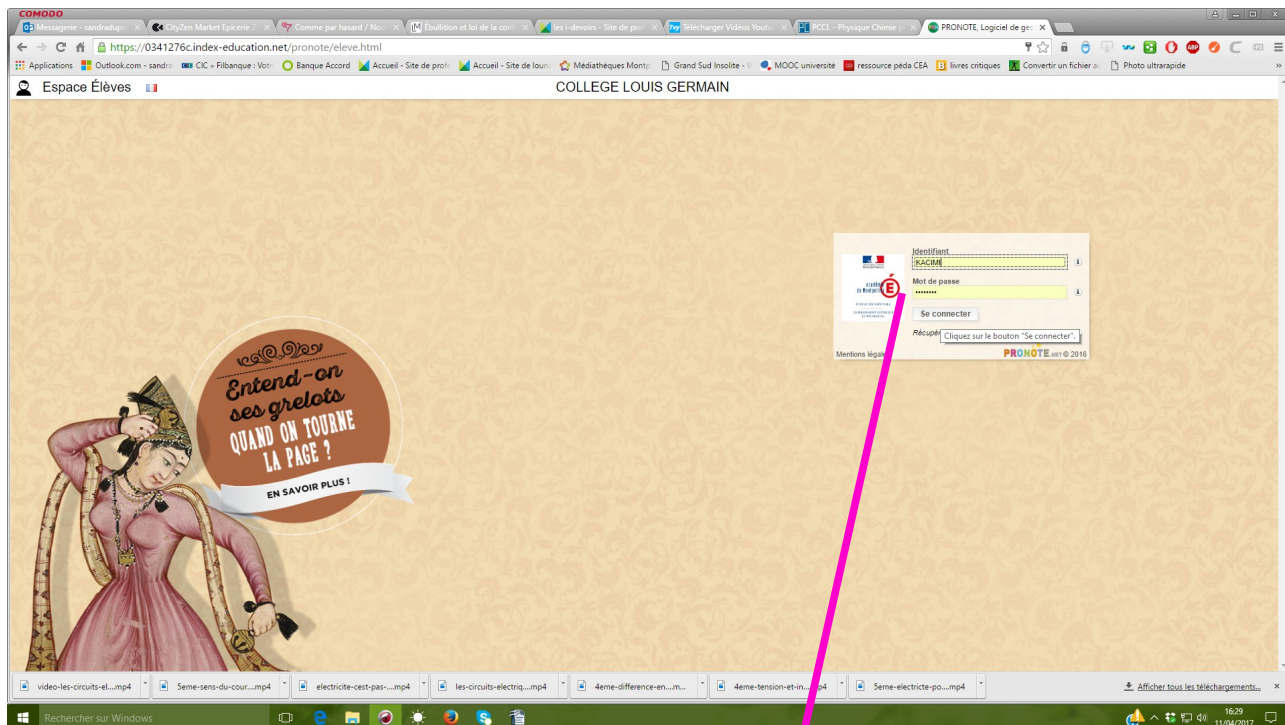 COMODO
Messagerie - sandradupo
CityZen Market Epicerie
Comme par hasard / Nou
Ebullition et loi de la con
les i-devoirs - Site de prof
Télécharger Vidéos Youtu
PCCL - Physique Chimie
PRONOTE, Logiciel de ges
https://0341276c.index-education.net/pronote/eleve.html
Applications
Outlook.com - sandra
CIC » Filbanque : Votr
Banque Accord
Accueil - Site de profe
Accueil - Site de loun
Médiathèques Montp
Grand Sud Insolite -
MOOC université
ressource péda CEA
livres critiques
Convertir un fichier a
Photo ultrarapide
Espace Élèves
COLLEGE LOUIS GERMAIN
Identifiant
KACIMI
Mot de passe
Se connecter
Cliquez sur le bouton "Se connecter".
Mentions légal
PRONOTE.NET © 2016
Entend-on
ses grelots
QUAND ON TOURNE
LA PAGE ?
EN SAVOIR PLUS !
video-les-circuits-el....mp4
5eme-sens-du-cour....mp4
electricite-cest-pas-....mp4
les-circuits-electriq....mp4
4eme-difference-en....m...
4eme-tension-et-in
5eme-electricte-po....mp4
Afficher tous les téléchargements...
Rechercher sur Windows
16:29
11/04/2017